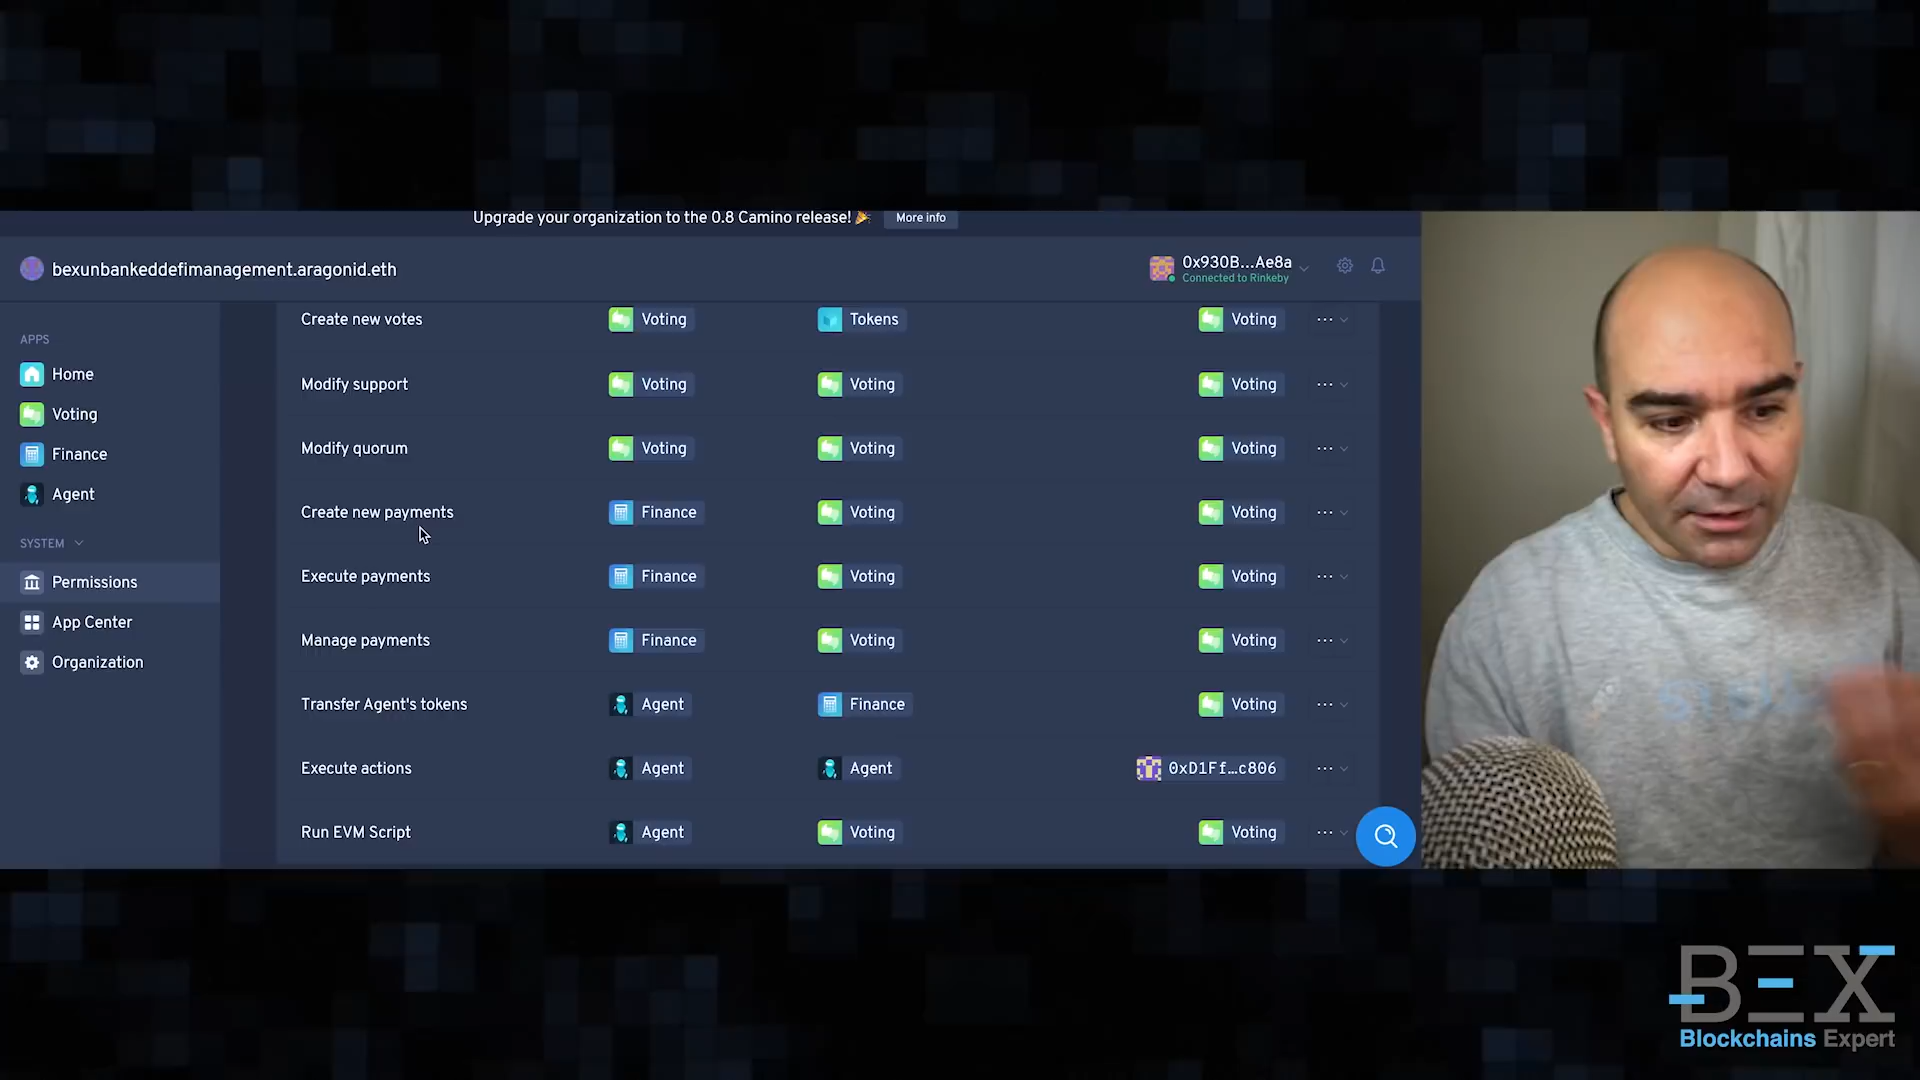 Upgrade your organization to the 0.8 Camino release! 🎉 More info
bexunbankeddefimanagement.aragonid.eth
0x930B...Ae8a
Connected to Rinkeby
APPS
Home
Voting
Finance
Agent
SYSTEM
Permissions
App Center
Organization
Create new votes Voting Tokens Voting
Modify support Voting Voting Voting
Modify quorum Voting Voting Voting
Create new payments Finance Voting Voting
Execute payments Finance Voting Voting
Manage payments Finance Voting Voting
Transfer Agent's tokens Agent Finance Voting
Execute actions Agent Agent 0xD1Ff…c806
Run EVM Script Agent Voting Voting
BEX
Blockchains Expert